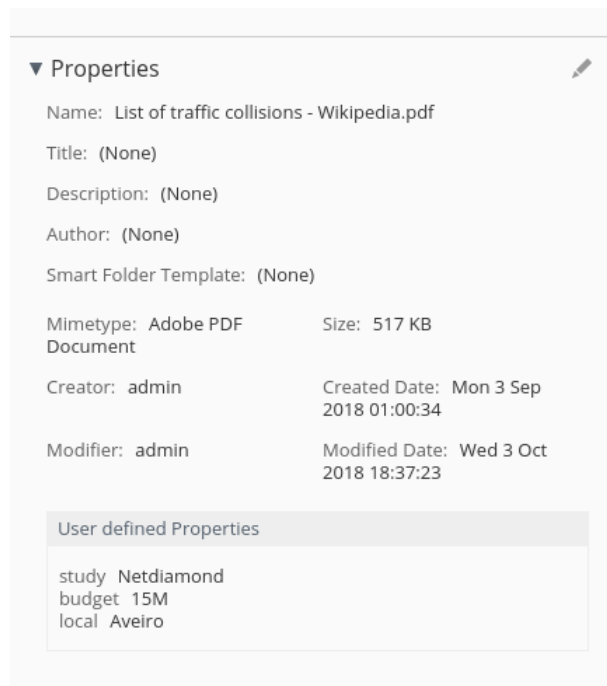 Properties
Name: List of traffic collisions - Wikipedia.pdf
Title: (None)
Description: (None)
Author: (None)
Smart Folder Template: (None)
Mimetype: Adobe PDF
Document
Size: 517 KB
Creator: admin
Created Date: Mon 3 Sep
2018 01:00:34
Modifier: admin
Modified Date: Wed 3 Oct
2018 18:37:23
User defined Properties
study Netdiamond
budget 15M
local Aveiro